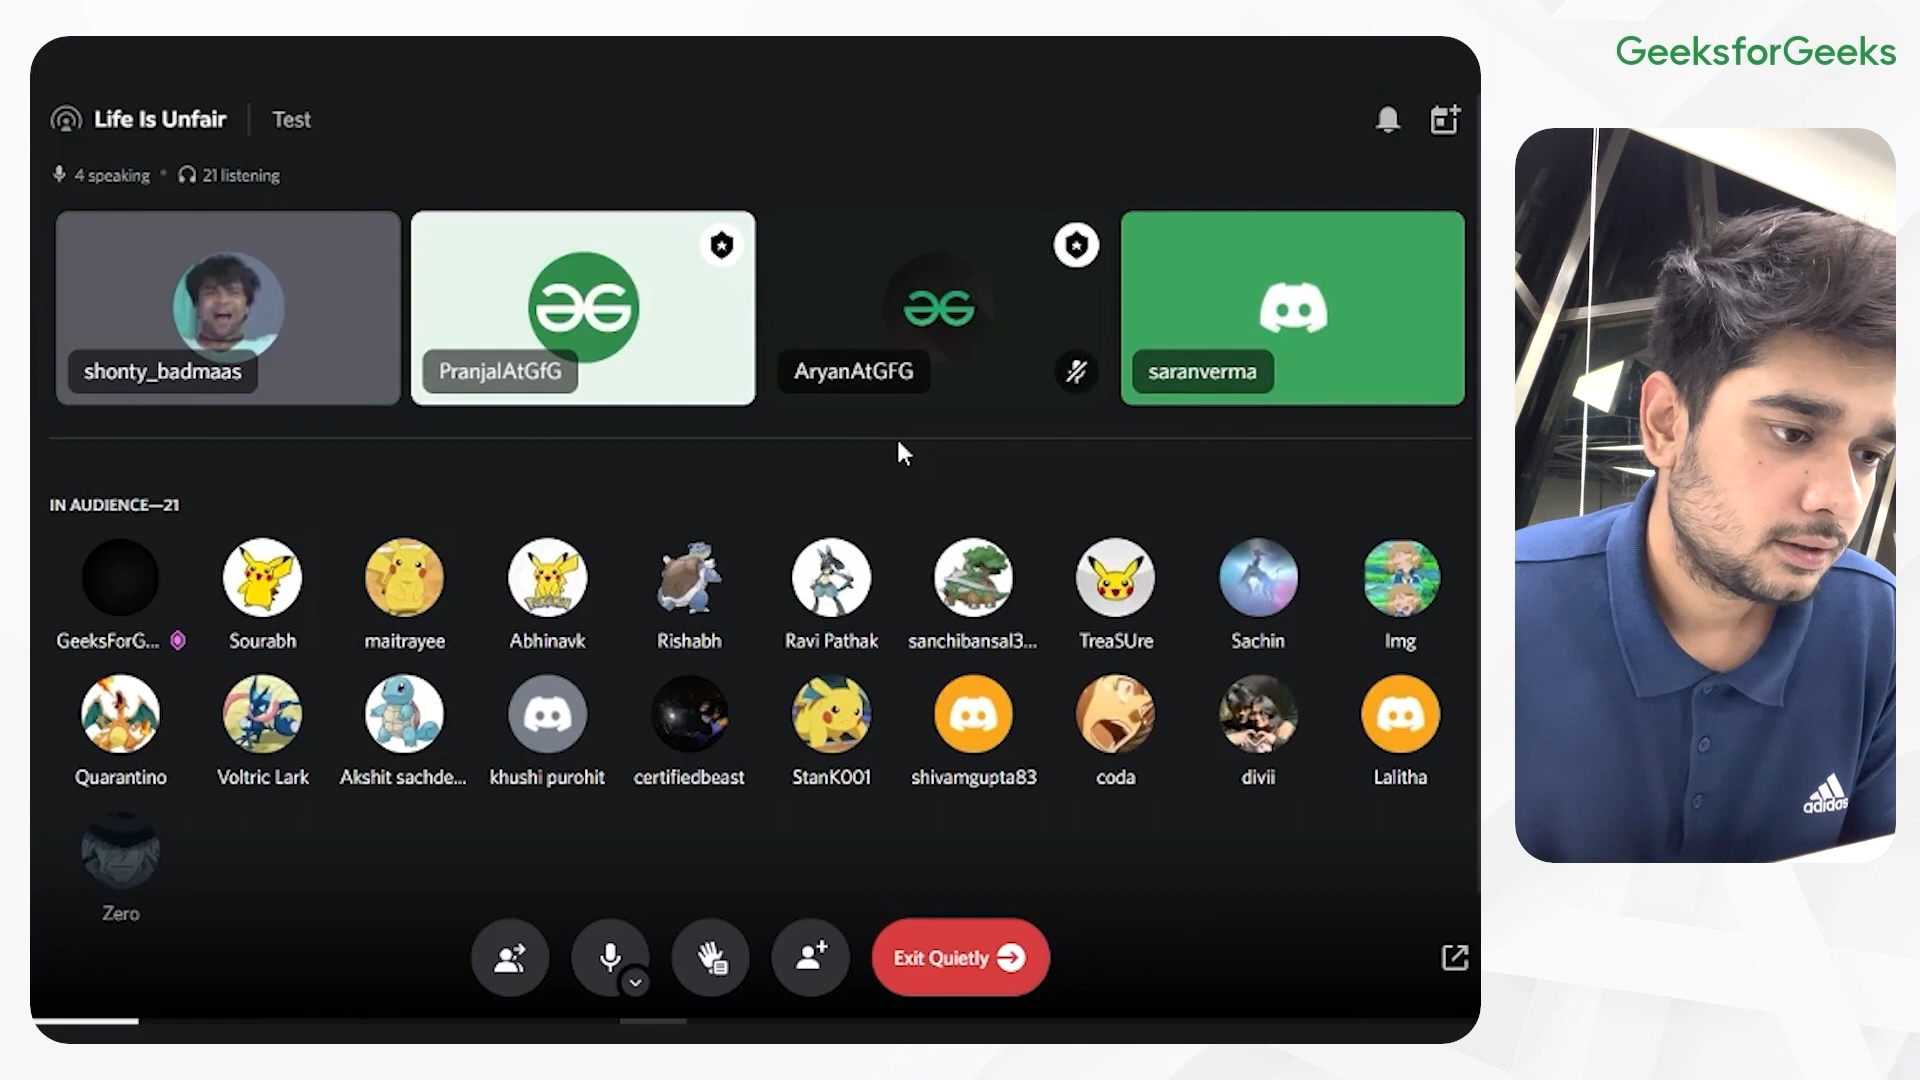 GeeksforGeeks
Life Is Unfair Test
4 speaking • 21 listening
shonty_badmaas PranjalAtGfG AryanAtGFG saranverma
IN AUDIENCE—21
GeeksForG... Sourabh maitrayee Abhinavk Rishabh Ravi Pathak sanchibansal3... TreaSUre Sachin Img
Quarantino Voltric Lark Akshit sachde... khushi purohit certifiedbeast StanK001 shivamgupta83 coda divii Lalitha
Zero
Exit Quietly
adidas